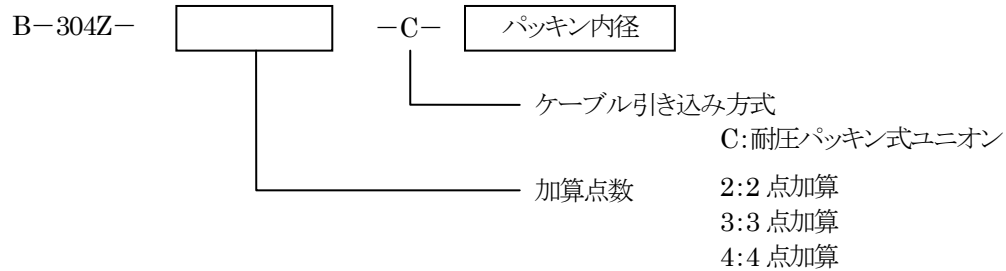 B－304Z－ －C－ パッキン内径
ケーブル引き込み方式
C:耐圧パッキン式ユニオン
加算点数 2:2 点加算
3:3 点加算
4:4 点加算